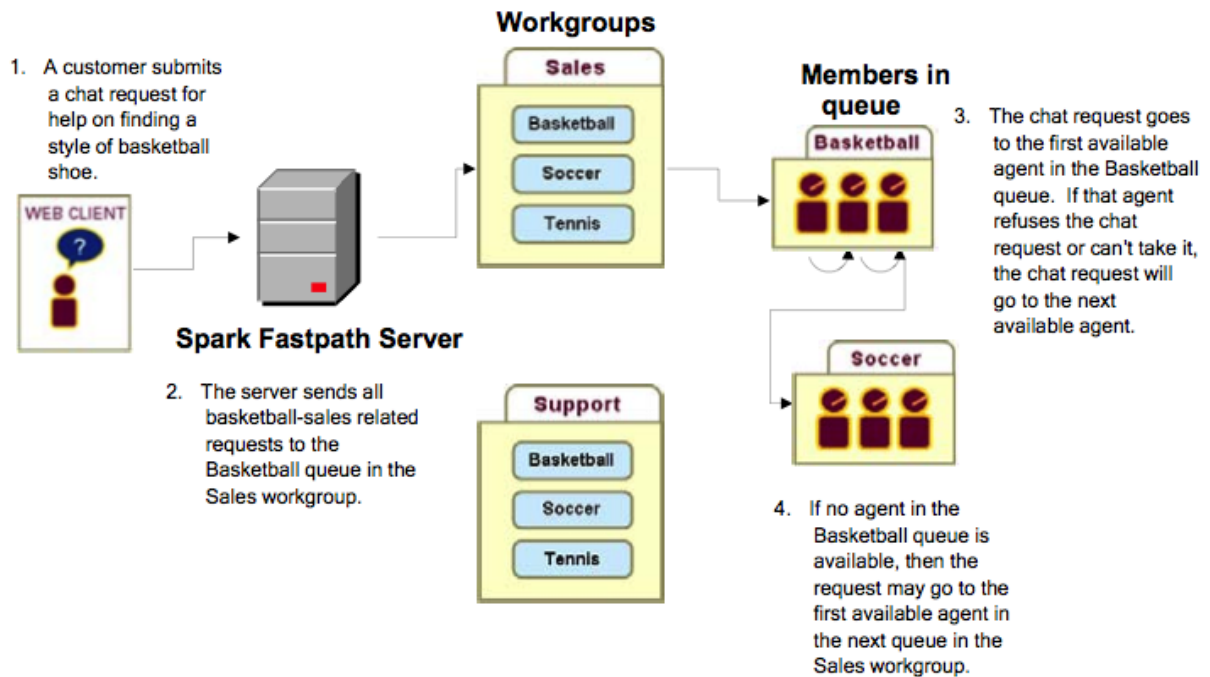 Workgroups
1. A customer submits
a chat request for
help on finding a
style of basketball
shoe.
WEB CLIENT
?
Spark Fastpath Server
2. The server sends all
basketball-sales related
requests to the
Basketball queue in the
Sales workgroup.
Sales
Basketball
Soccer
Tennis
Support
Basketball
Soccer
Tennis
Members in
queue
Basketball
Soccer
3. The chat request goes
to the first available
agent in the Basketball
queue. If that agent
refuses the chat
request or can't take it,
the chat request will
go to the next
available agent.
4. If no agent in the
Basketball queue is
available, then the
request may go to the
first available agent in
the next queue in the
Sales workgroup.